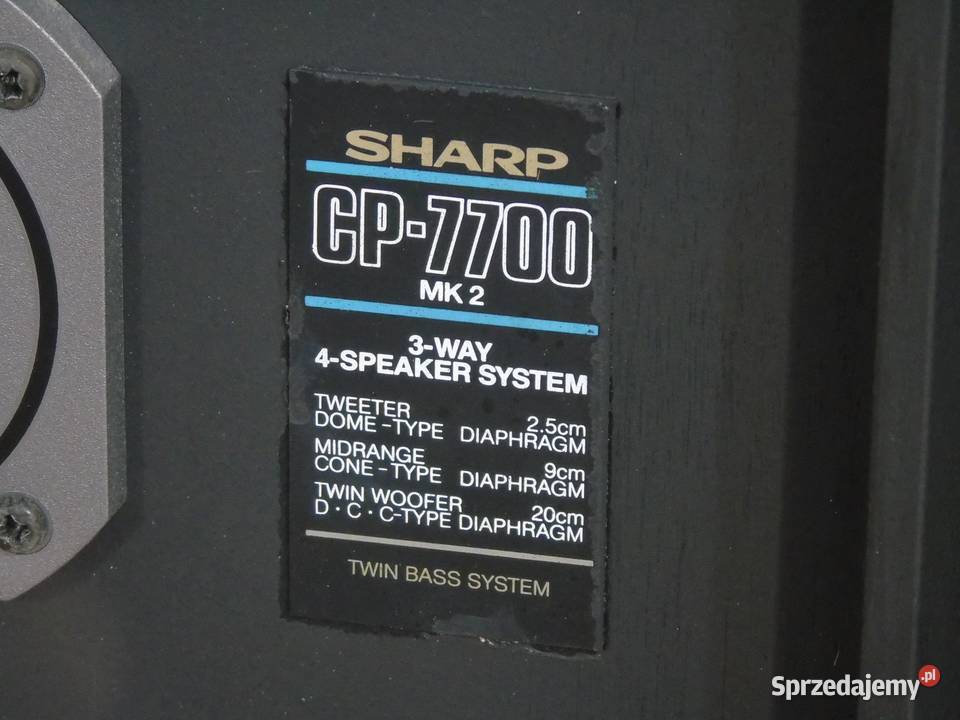 SHARP
CP-7700
MK 2
3-WAY
4-SPEAKER SYSTEM
TWEETER 2.5cm
DOME-TYPE DIAPHRAGM
MIDRANGE 9cm
CONE-TYPE DIAPHRAGM
TWIN WOOFER 20cm
D・C・C-TYPE DIAPHRAGM
TWIN BASS SYSTEM
Sprzedajemy.pl